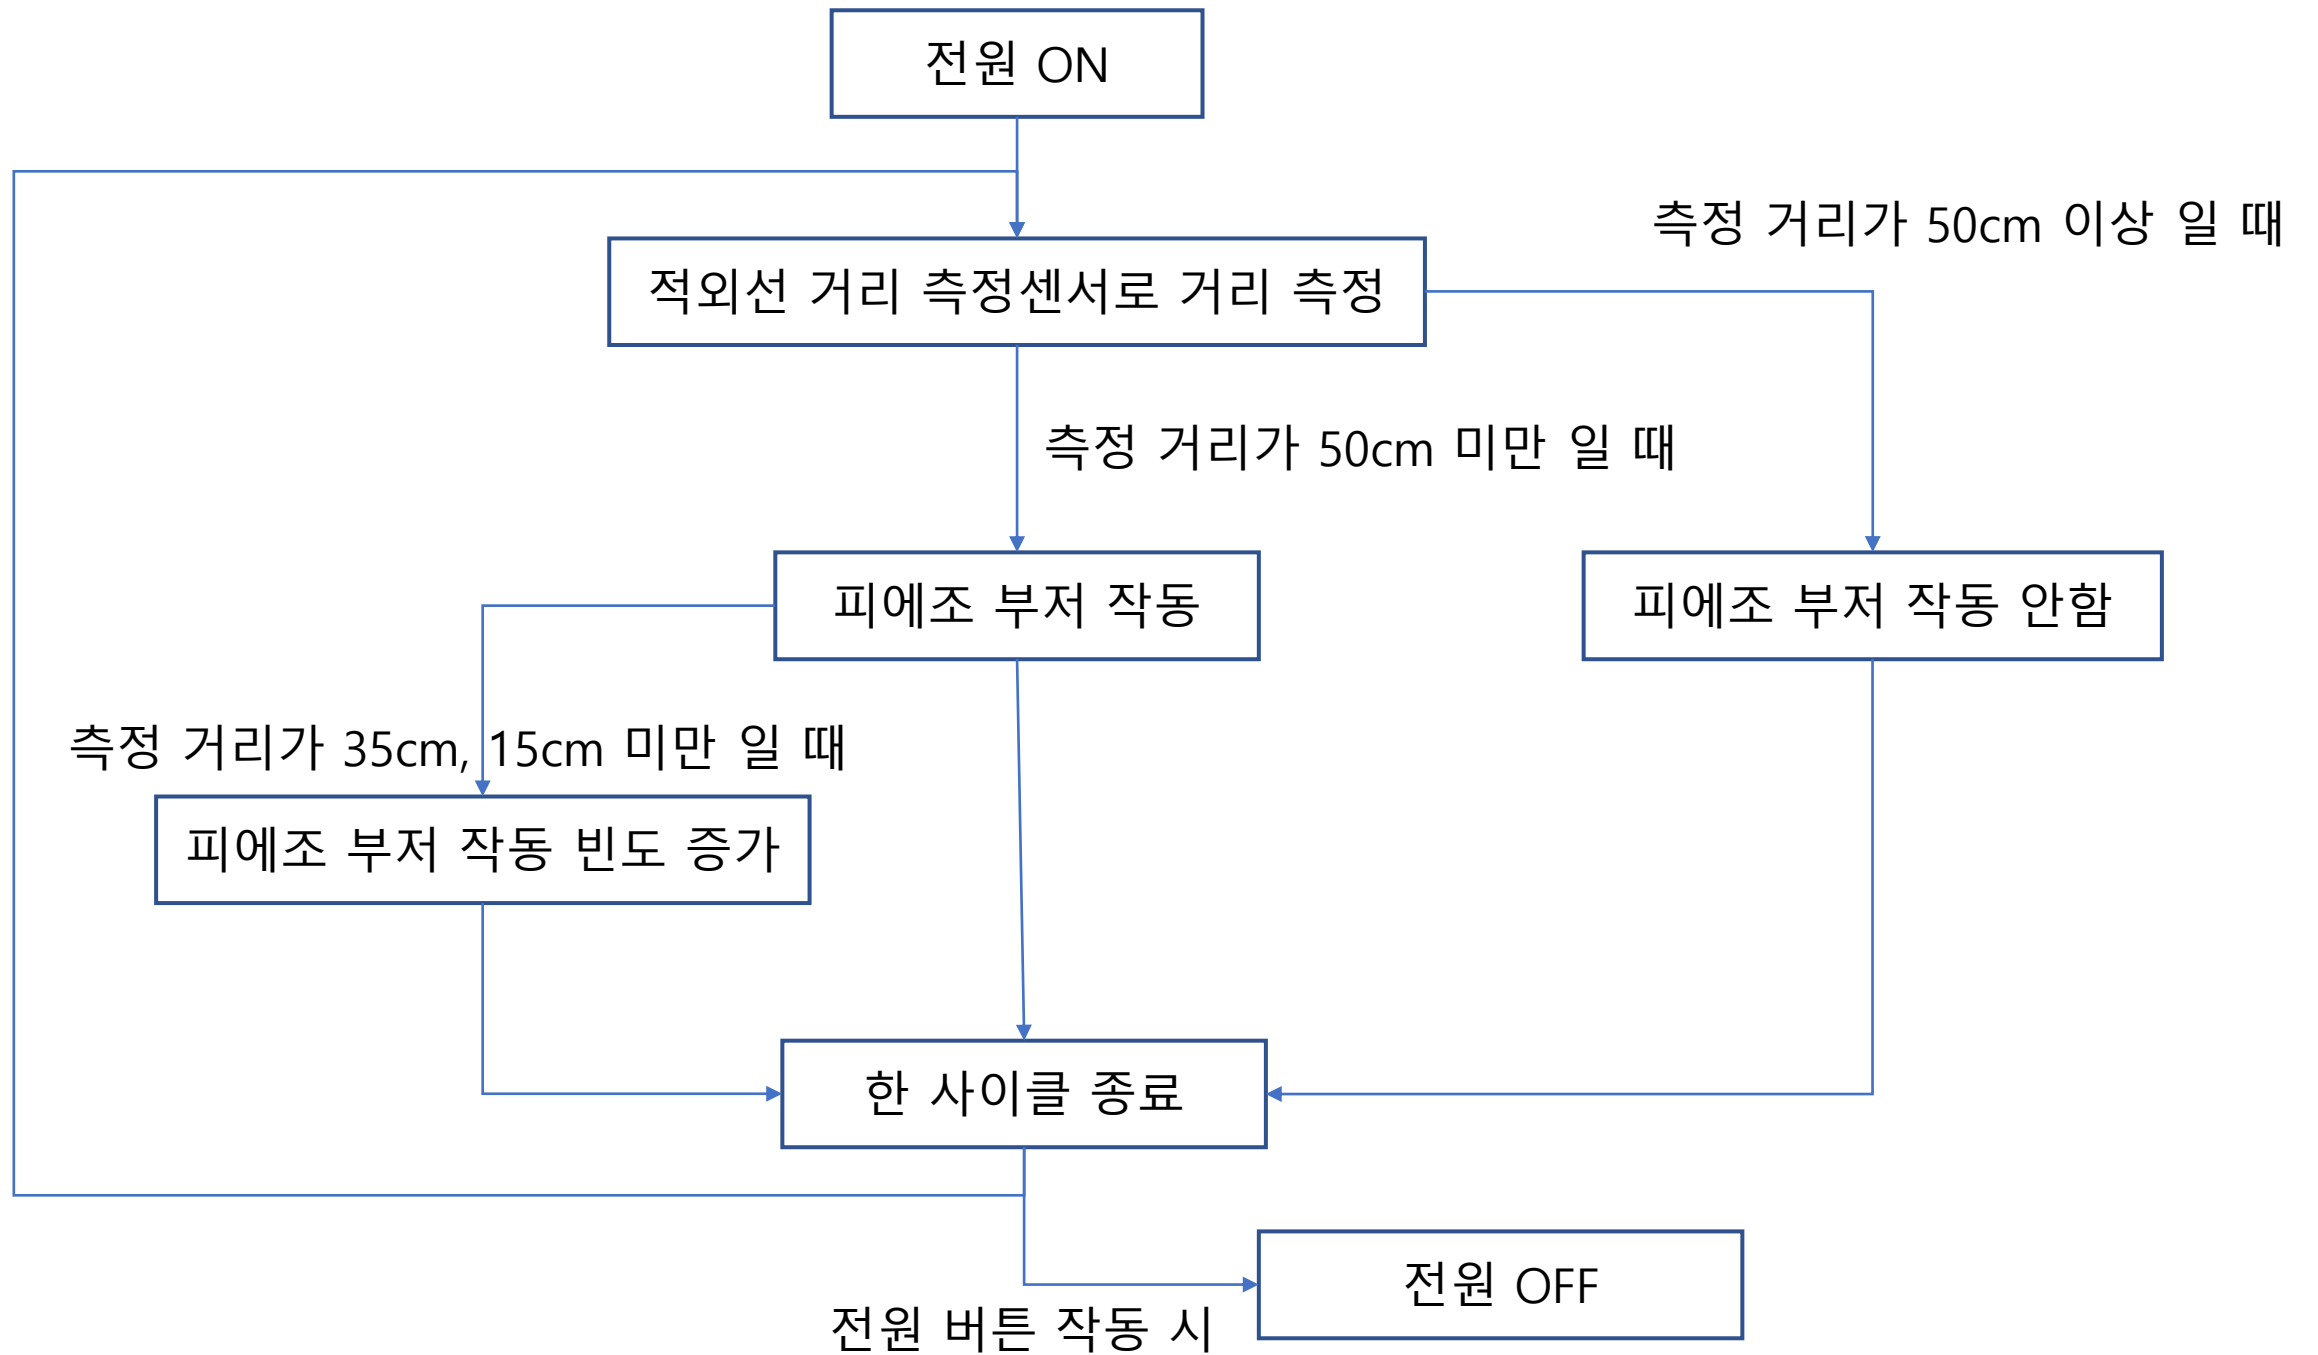 전원 ON
측정 거리가 50cm 이상 일 때
적외선 거리 측정센서로 거리 측정
측정 거리가 50cm 미만 일 때
피에조 부저 작동
피에조 부저 작동 안함
측정 거리가 35cm, 15cm 미만 일 때
피에조 부저 작동 빈도 증가
한 사이클 종료
전원 OFF
전원 버튼 작동 시